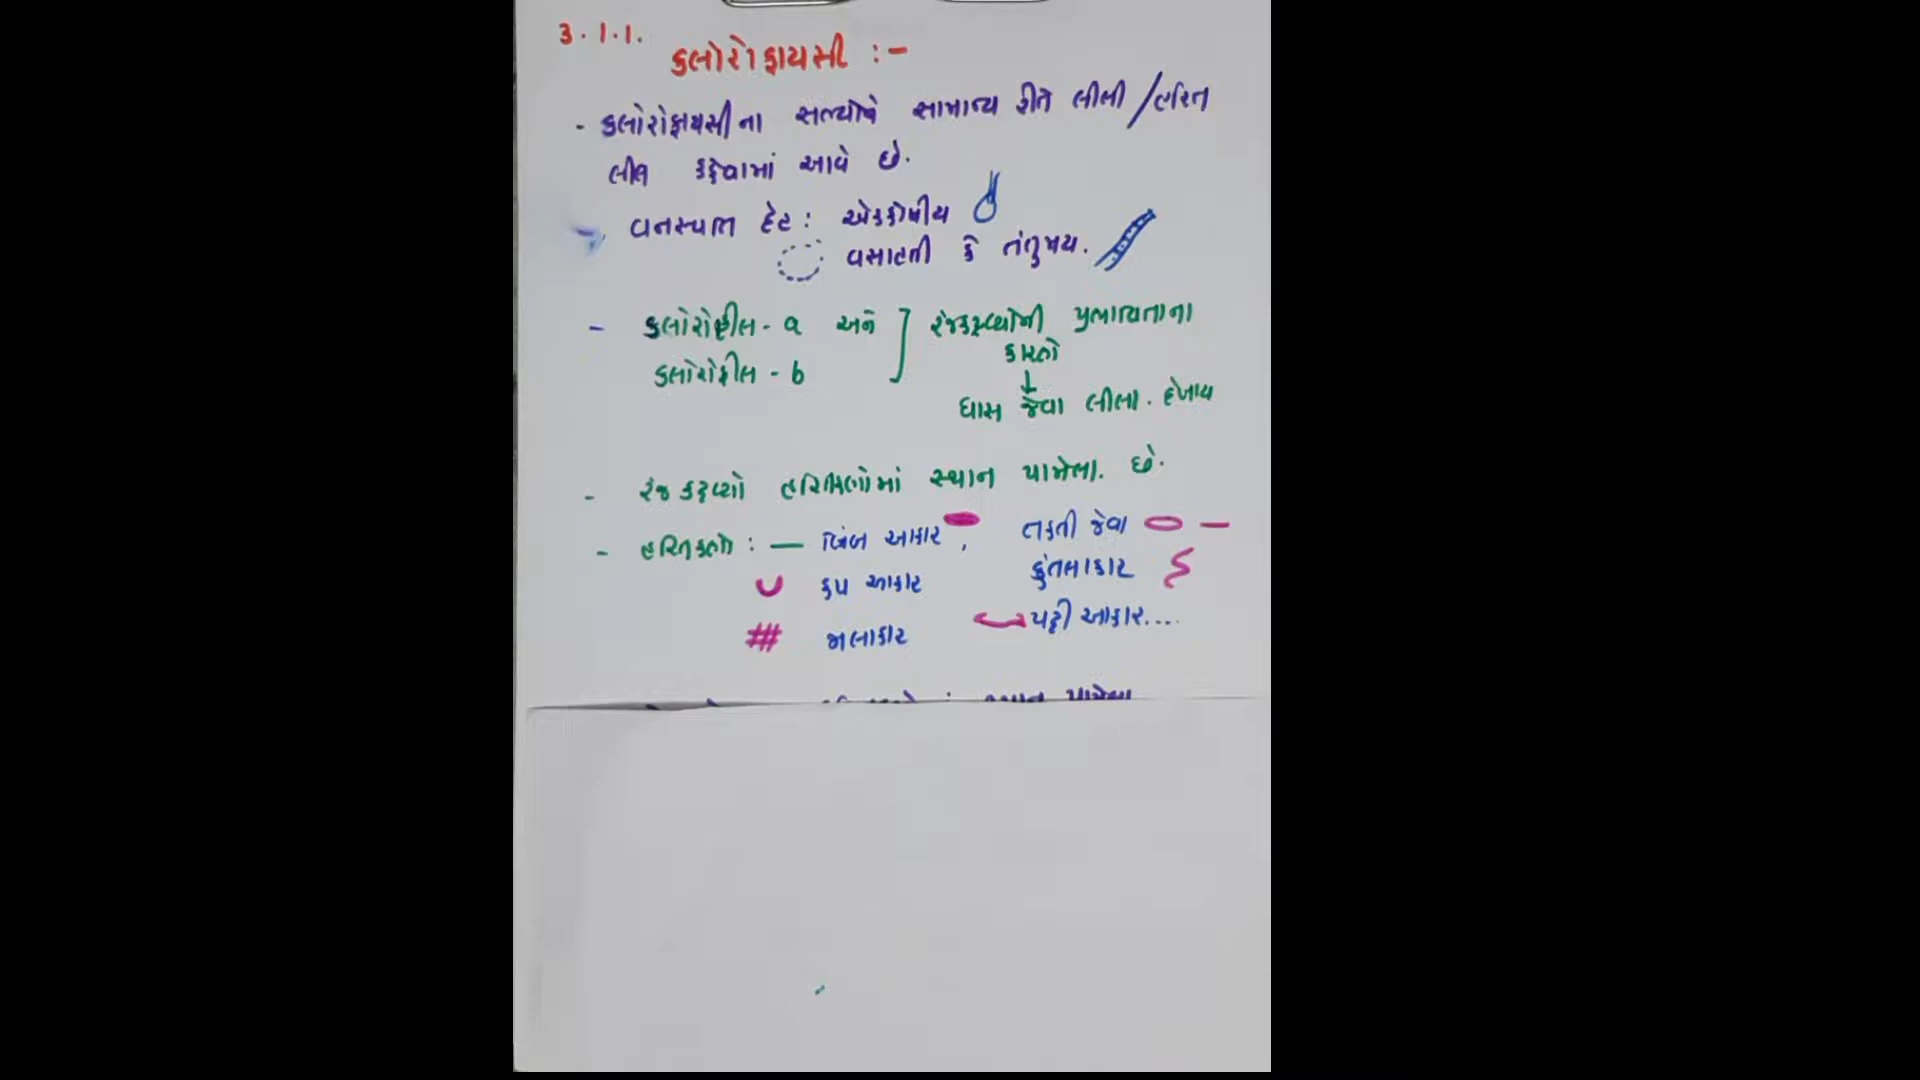 3.1.1.
ક્લોરોફાયસી :-
- ક્લોરોફાયસીના સભ્યોને સામાન્ય રીતે લીલી / હરિત
લીલ કહેવામાં આવે છે.
વનસ્પતિ દેહ : એકકોષીય
વસાહતી કે તંતુમય.
- ક્લોરોફીલ - a અને ] રંજકદ્રવ્યોની પ્રભાવિતાના
કારણે
ક્લોરોફીલ - b
↓
ઘાસ જેવા લીલા. દેખાય
- રંજકદ્રવ્યો હરિતકણોમાં સ્થાન પામેલા. છે.
- હરિતકણો : — બિંબ આકાર , તકતી જેવા
કપ આકાર કુંતલાકાર
જાલાકાર પટ્ટી આકાર....